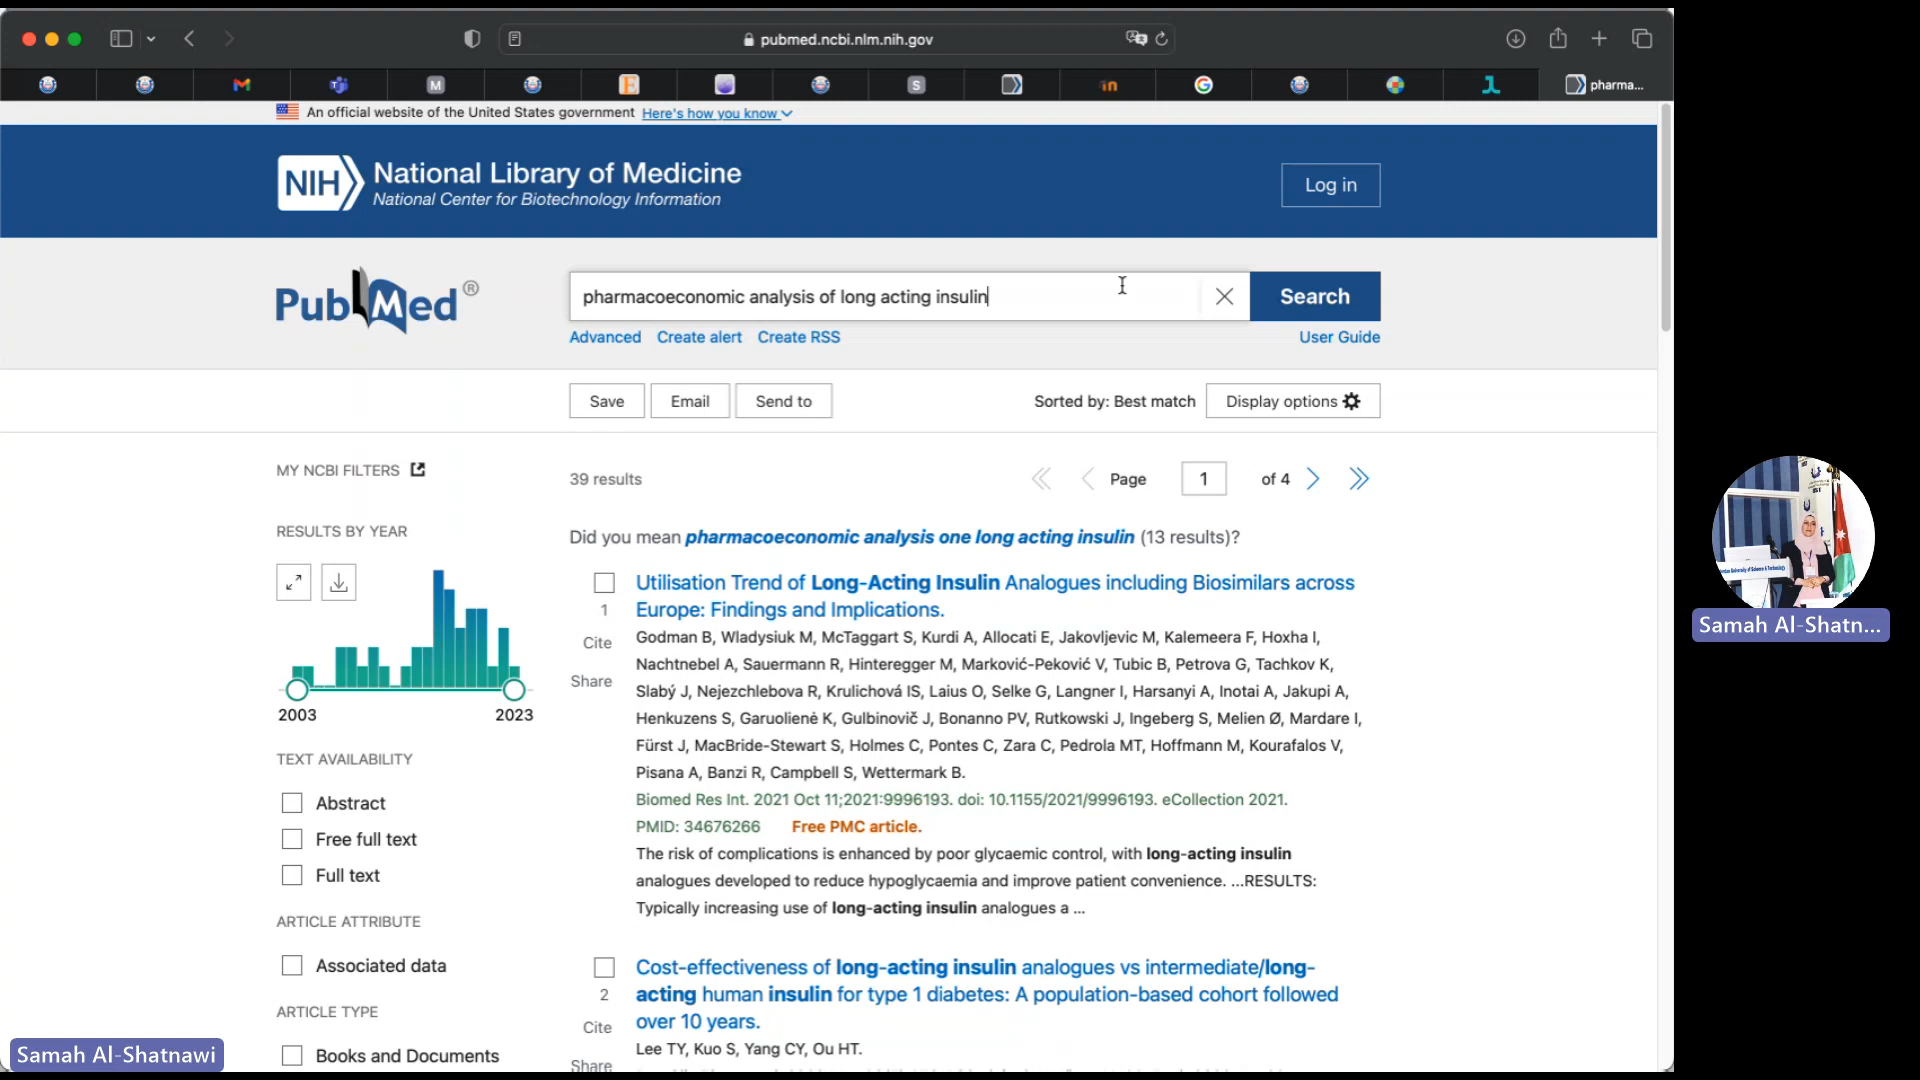 pubmed.ncbi.nlm.nih.gov
pharma...
An official website of the United States government Here's how you know
NIH National Library of Medicine
National Center for Biotechnology Information
Log in
PubMed®
pharmacoeconomic analysis of long acting insulin
Search
Advanced Create alert Create RSS
User Guide
Save Email Send to
Sorted by: Best match Display options
MY NCBI FILTERS
39 results
Page 1 of 4
RESULTS BY YEAR
2003 2023
TEXT AVAILABILITY
Abstract
Free full text
Full text
ARTICLE ATTRIBUTE
Associated data
ARTICLE TYPE
Books and Documents
Did you mean pharmacoeconomic analysis one long acting insulin (13 results)?
1
Cite
Share
Utilisation Trend of Long-Acting Insulin Analogues including Biosimilars across
Europe: Findings and Implications.
Godman B, Wladysiuk M, McTaggart S, Kurdi A, Allocati E, Jakovljevic M, Kalemeera F, Hoxha I,
Nachtnebel A, Sauermann R, Hinteregger M, Marković-Peković V, Tubic B, Petrova G, Tachkov K,
Slabý J, Nejezchlebova R, Krulichová IS, Laius O, Selke G, Langner I, Harsanyi A, Inotai A, Jakupi A,
Henkuzens S, Garuolienė K, Gulbinovič J, Bonanno PV, Rutkowski J, Ingeberg S, Melien Ø, Mardare I,
Fürst J, MacBride-Stewart S, Holmes C, Pontes C, Zara C, Pedrola MT, Hoffmann M, Kourafalos V,
Pisana A, Banzi R, Campbell S, Wettermark B.
Biomed Res Int. 2021 Oct 11;2021:9996193. doi: 10.1155/2021/9996193. eCollection 2021.
PMID: 34676266 Free PMC article.
The risk of complications is enhanced by poor glycaemic control, with long-acting insulin
analogues developed to reduce hypoglycaemia and improve patient convenience. ...RESULTS:
Typically increasing use of long-acting insulin analogues a ...
2
Cite
Share
Cost-effectiveness of long-acting insulin analogues vs intermediate/long-
acting human insulin for type 1 diabetes: A population-based cohort followed
over 10 years.
Lee TY, Kuo S, Yang CY, Ou HT.
Samah Al-Shatn...
Samah Al-Shatnawi